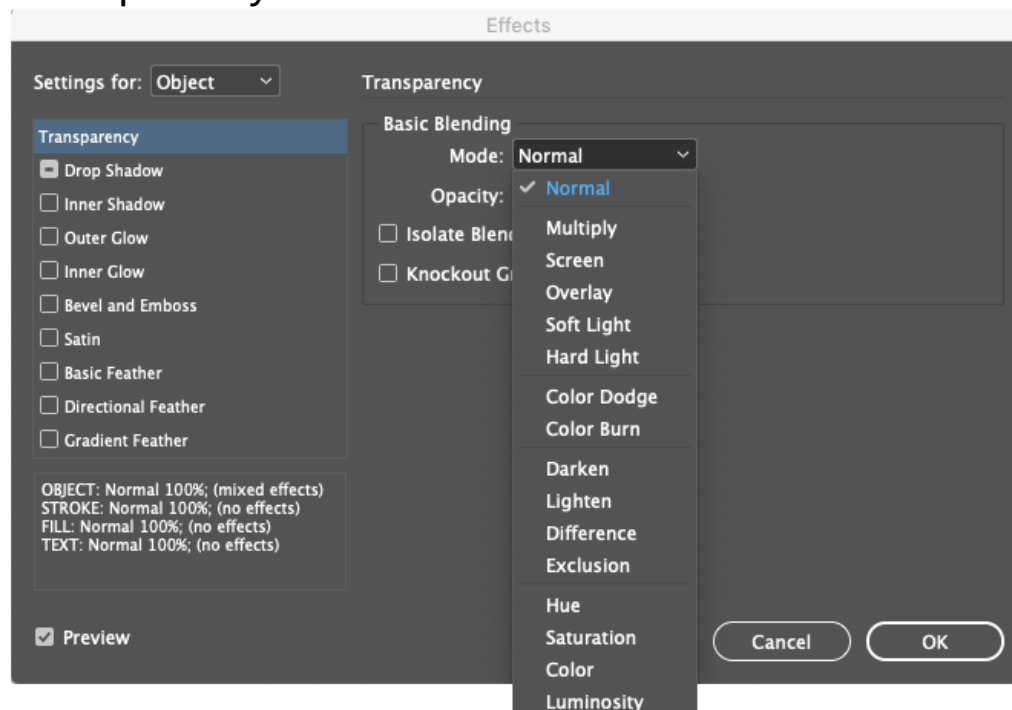 Effects
Settings for: Object
Transparency
Drop Shadow
Inner Shadow
Outer Glow
Inner Glow
Bevel and Emboss
Satin
Basic Feather
Directional Feather
Gradient Feather
OBJECT: Normal 100%; (mixed effects)
STROKE: Normal 100%; (no effects)
FILL: Normal 100%; (no effects)
TEXT: Normal 100%; (no effects)
Preview
Transparency
Basic Blending
Mode: Normal
Opacity:
Isolate Blen
Knockout G
Normal
Multiply
Screen
Overlay
Soft Light
Hard Light
Color Dodge
Color Burn
Darken
Lighten
Difference
Exclusion
Hue
Saturation
Color
Luminosity
Cancel
OK